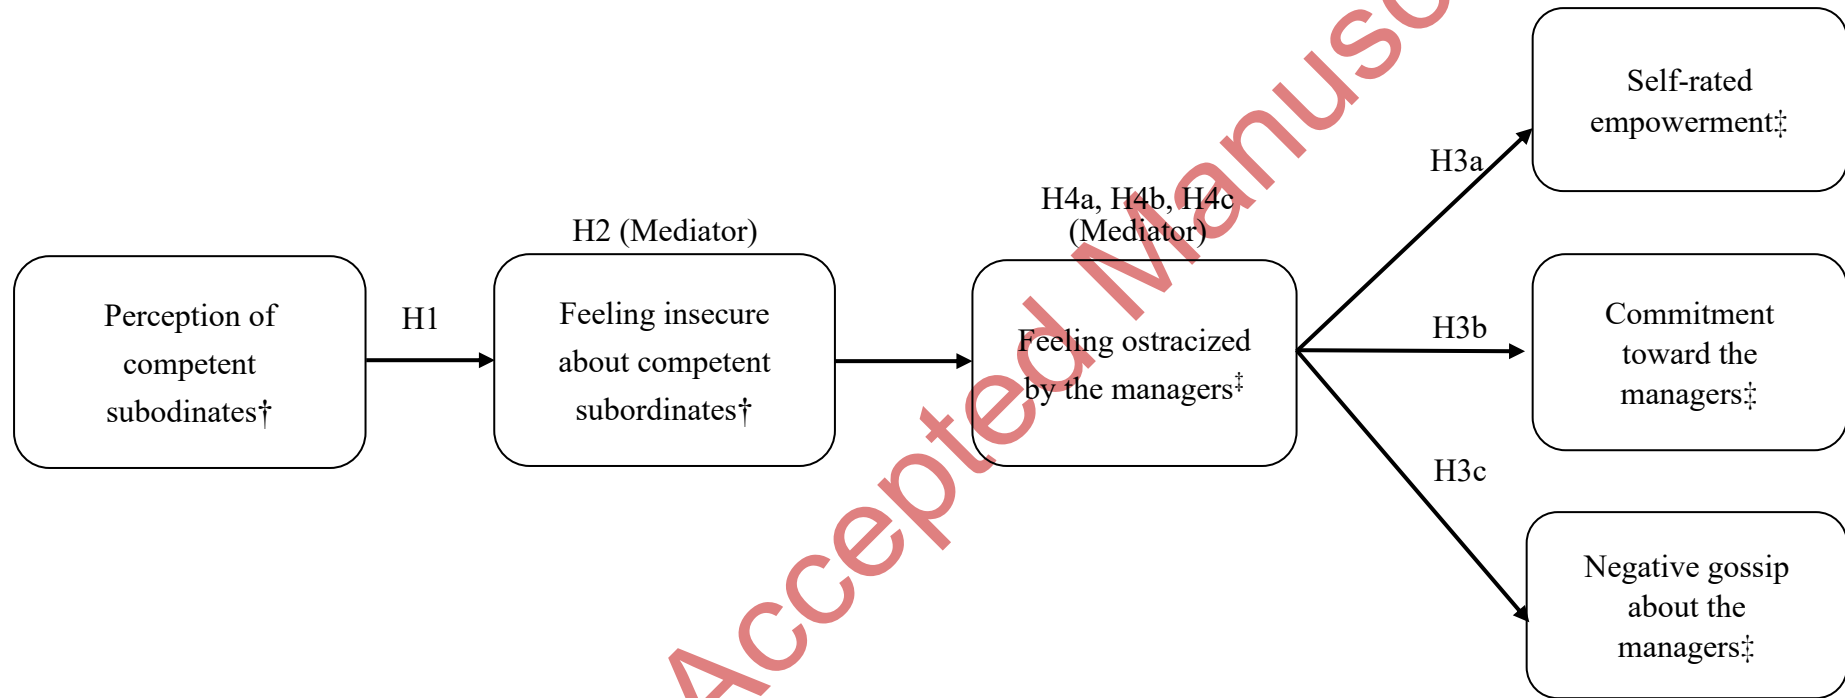 Perception of
competent
subodinates†
H1
H2 (Mediator)
Feeling insecure
about competent
subordinates†
H4a, H4b, H4c
(Mediator)
Feeling ostracized
by the managers‡
H3a
H3b
H3c
Self-rated
empowerment‡
Commitment
toward the
managers‡
Negative gossip
about the
managers‡
Accepted Manusc